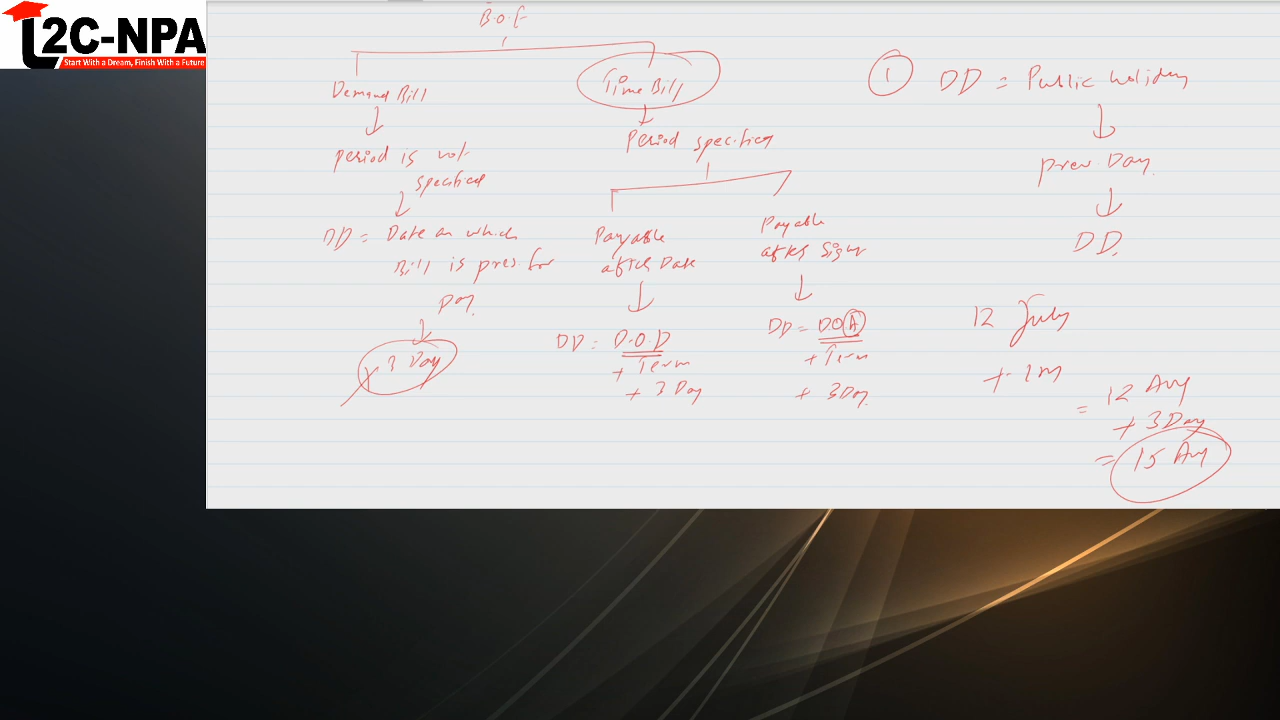 L2C-NPA
Start With a Dream, Finish With a Future
B.O.E
Demand Bill
Period is not
specified
DD = Date on which
Bill is pres. for
Pay.
3 Day
Time Bill
Period specified
Payable
after Date
DD = D.O.D
+ Term
+ 3 Day
Payable
after Sight
DD = DOA
+ Term
+ 3 Day.
1 DD = Public holiday
prev. Day.
DD.
12 July
+ 1m
= 12 Aug
+ 3 Day
= 15 Aug